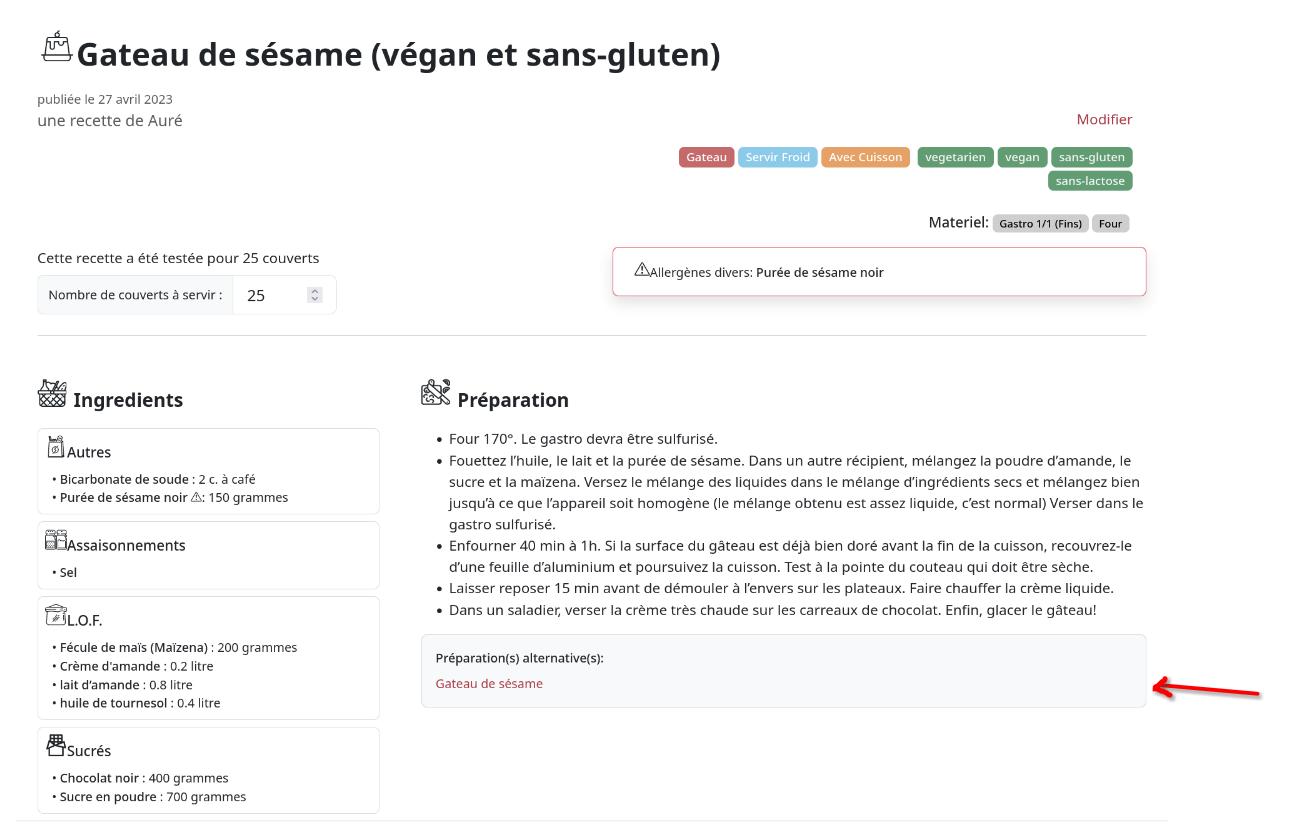 Gateau de sésame (végan et sans-gluten)
publiée le 27 avril 2023
une recette de Auré
Modifier
Gateau Servir Froid Avec Cuisson vegetarien vegan sans-gluten
sans-lactose
Materiel: Gastro 1/1 (Fins) Four
Cette recette a été testée pour 25 couverts
Nombre de couverts à servir : 25
⚠Allergènes divers: Purée de sésame noir
Ingredients
Autres
• Bicarbonate de soude : 2 c. à café
• Purée de sésame noir ⚠: 150 grammes
Assaisonnements
• Sel
L.O.F.
• Fécule de maïs (Maïzena) : 200 grammes
• Crème d'amande : 0.2 litre
• lait d’amande : 0.8 litre
• huile de tournesol : 0.4 litre
Sucrés
• Chocolat noir : 400 grammes
• Sucre en poudre : 700 grammes
Préparation
• Four 170°. Le gastro devra être sulfurisé.
• Fouettez l’huile, le lait et la purée de sésame. Dans un autre récipient, mélangez la poudre d’amande, le
sucre et la maïzena. Versez le mélange des liquides dans le mélange d’ingrédients secs et mélangez bien
jusqu’à ce que l’appareil soit homogène (le mélange obtenu est assez liquide, c’est normal) Verser dans le
gastro sulfurisé.
• Enfourner 40 min à 1h. Si la surface du gâteau est déjà bien doré avant la fin de la cuisson, recouvrez-le
d’une feuille d’aluminium et poursuivez la cuisson. Test à la pointe du couteau qui doit être sèche.
• Laisser reposer 15 min avant de démouler à l’envers sur les plateaux. Faire chauffer la crème liquide.
• Dans un saladier, verser la crème très chaude sur les carreaux de chocolat. Enfin, glacer le gâteau!
Préparation(s) alternative(s):
Gateau de sésame